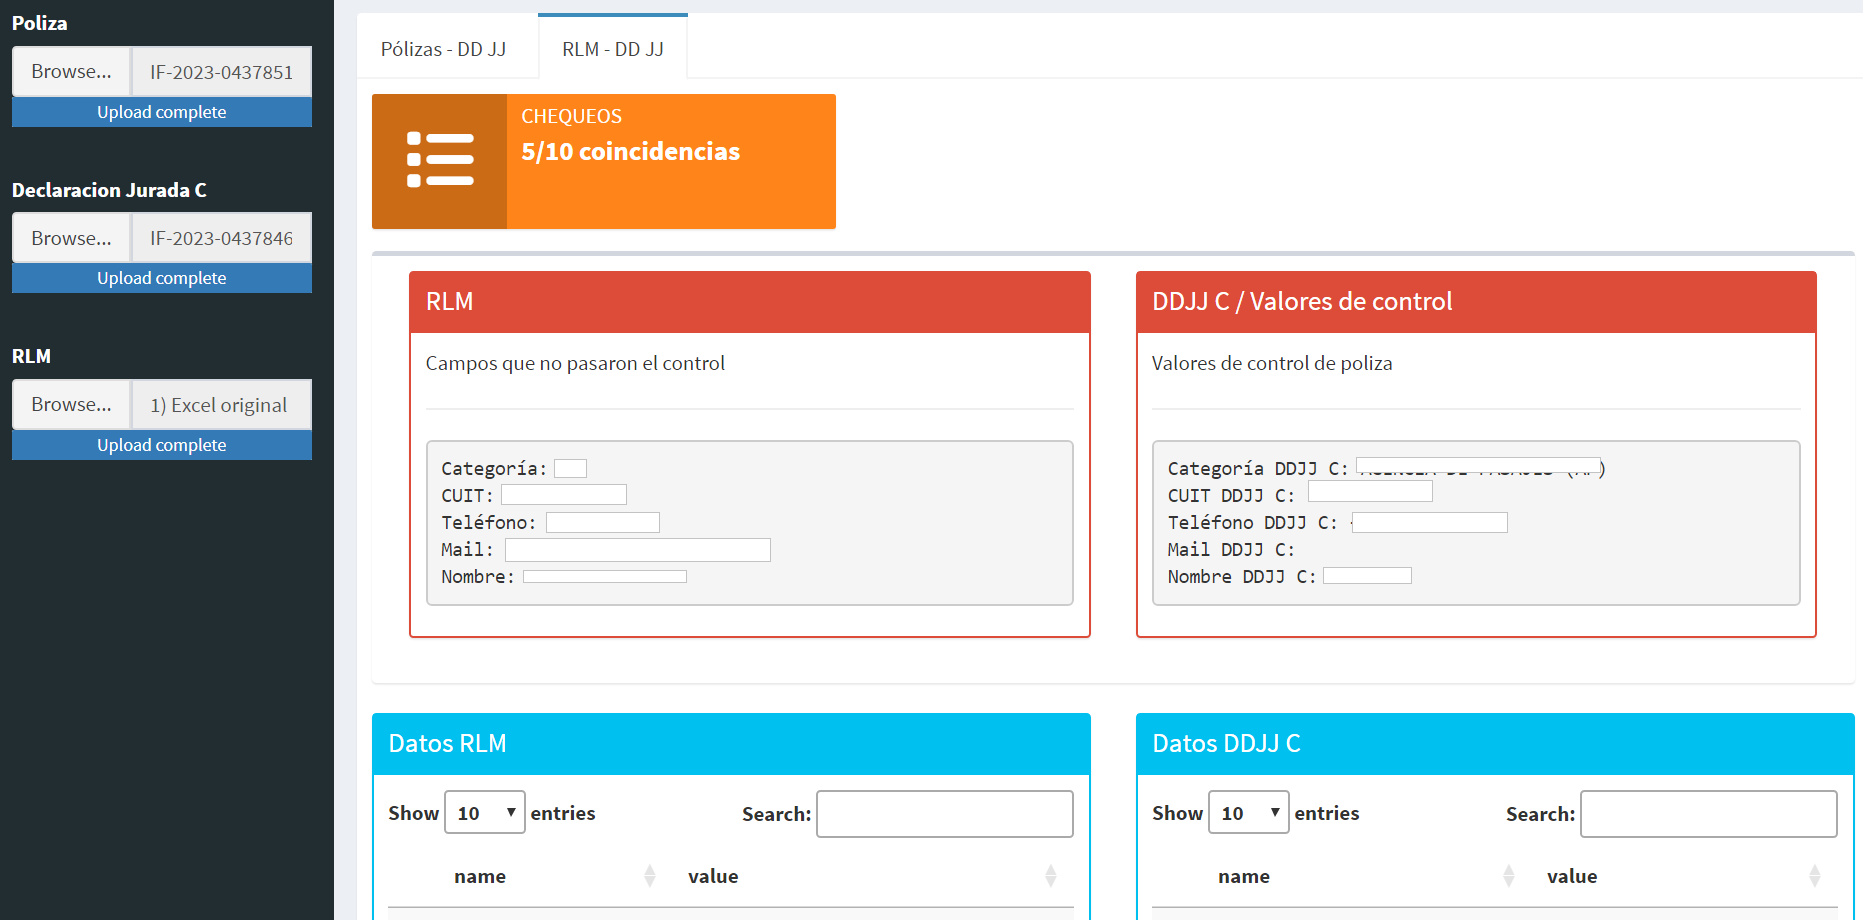 Poliza
Browse... IF-2023-0437851
Upload complete
Declaracion Jurada C
Browse... IF-2023-0437846
Upload complete
RLM
Browse... 1) Excel original
Upload complete
Pólizas - DD JJ
RLM - DD JJ
CHEQUEOS
5/10 coincidencias
RLM
Campos que no pasaron el control
Categoría:
CUIT:
Teléfono:
Mail:
Nombre:
DDJJ C / Valores de control
Valores de control de poliza
Categoría DDJJ C:
CUIT DDJJ C:
Teléfono DDJJ C:
Mail DDJJ C:
Nombre DDJJ C:
Datos RLM
Show 10 entries Search:
name value
Datos DDJJ C
Show 10 entries Search:
name value